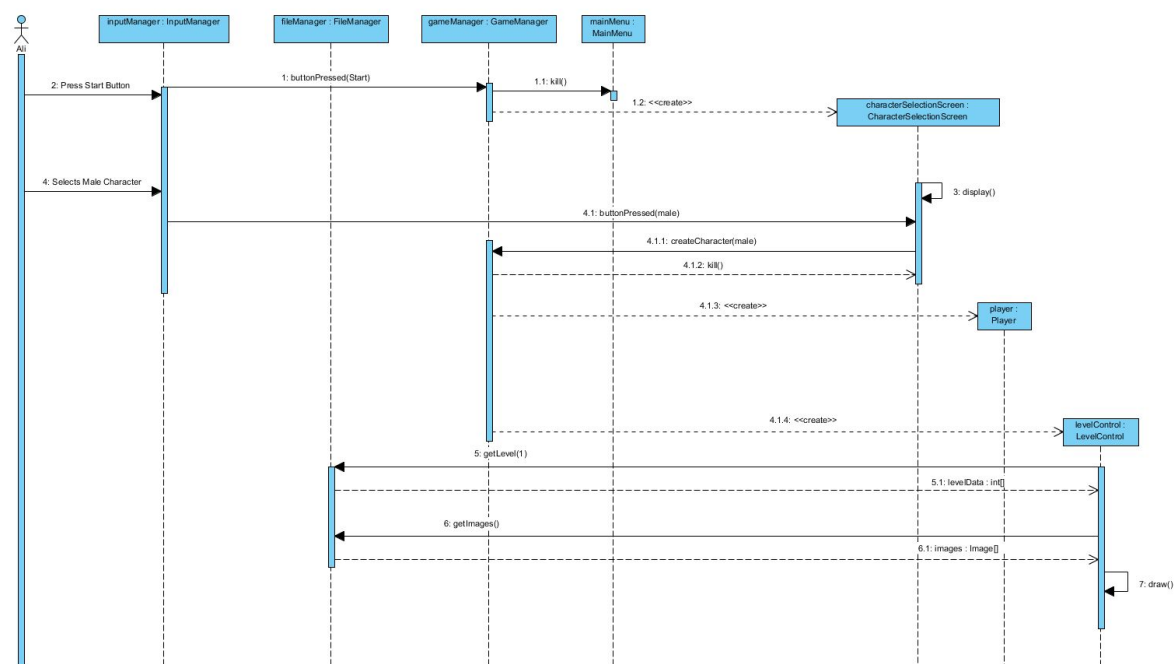 Ali
inputManager : InputManager
fileManager : FileManager
gameManager : GameManager
mainMenu :
MainMenu
1: buttonPressed(Start)
1.1: kill()
2: Press Start Button
1.2: <<create>>
characterSelectionScreen :
CharacterSelectionScreen
4: Selects Male Character
3: display()
4.1: buttonPressed(male)
4.1.1: createCharacter(male)
4.1.2: kill()
4.1.3: <<create>>
player :
Player
4.1.4: <<create>>
levelControl :
LevelControl
5: getLevel(1)
5.1: levelData : int[]
6: getImages()
6.1: images : Image[]
7: draw()